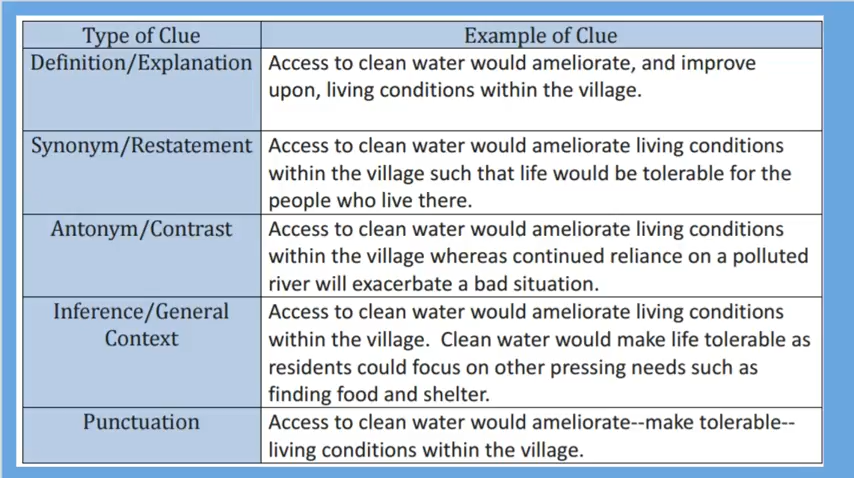 Type of Clue
Example of Clue
Definition/Explanation
Access to clean water would ameliorate, and improve
upon, living conditions within the village.
Synonym/Restatement
Access to clean water would ameliorate living conditions
within the village such that life would be tolerable for the
people who live there.
Antonym/Contrast
Access to clean water would ameliorate living conditions
within the village whereas continued reliance on a polluted
river will exacerbate a bad situation.
Inference/General
Context
Access to clean water would ameliorate living conditions
within the village.  Clean water would make life tolerable as
residents could focus on other pressing needs such as
finding food and shelter.
Punctuation
Access to clean water would ameliorate--make tolerable--
living conditions within the village.